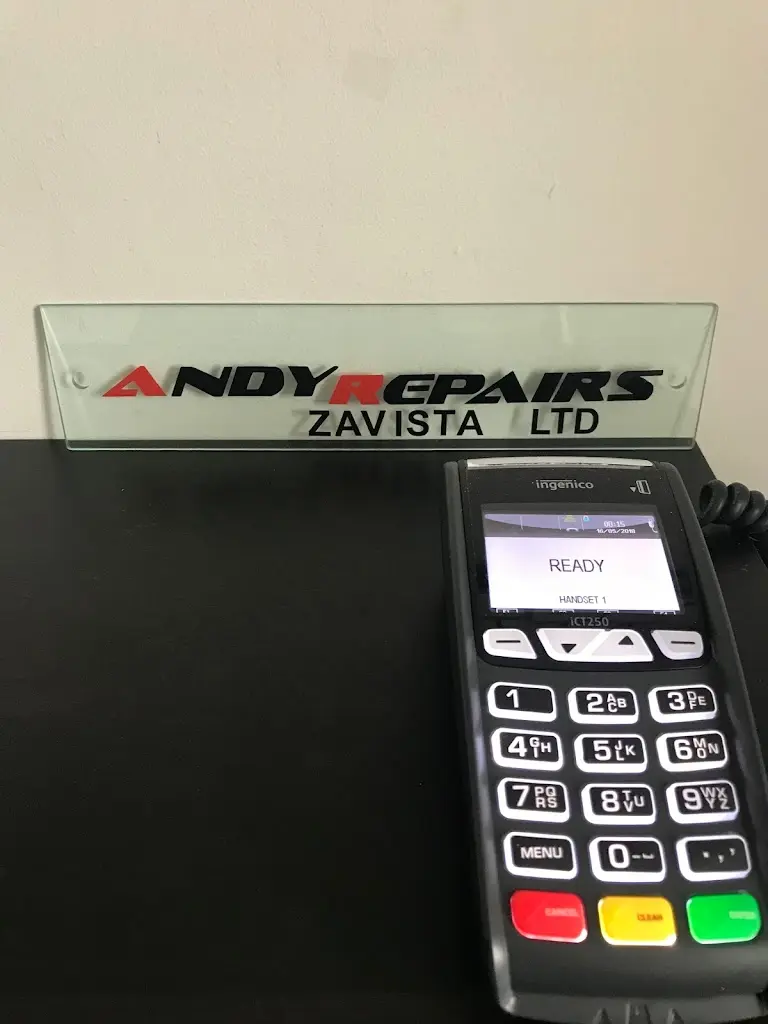 ANDYREPAIRS
ZAVISTA LTD
ingenico
READY
HANDSET 1
iCT250
1 2ABC 3DEF
4GHI 5JKL 6MNO
7PQRS 8TUV 9WXYZ
MENU 0 . , '
CANCEL CLEAR ENTER